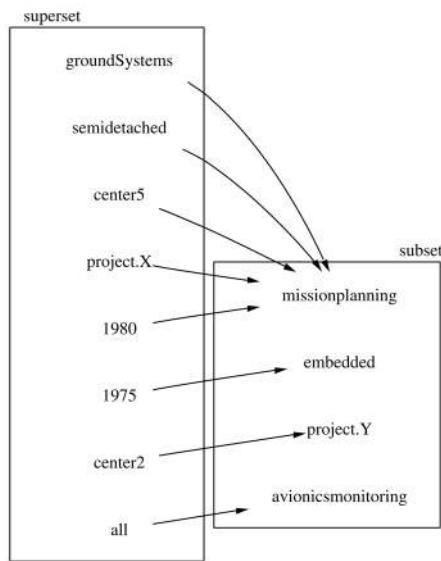 superset
groundSystems
semidetached
center5
project.X
1980
1975
center2
all
subset
missionplanning
embedded
project.Y
avionicsmonitoring